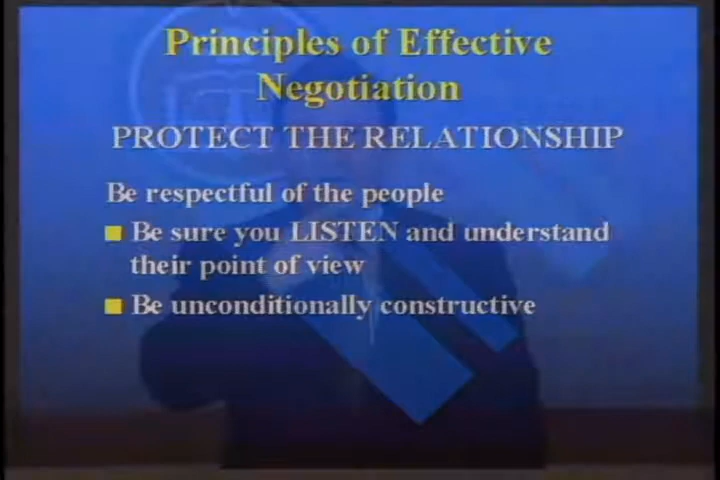 Principles of Effective
Negotiation
PROTECT THE RELATIONSHIP
Be respectful of the people
Be sure you LISTEN and understand
their point of view
Be unconditionally constructive